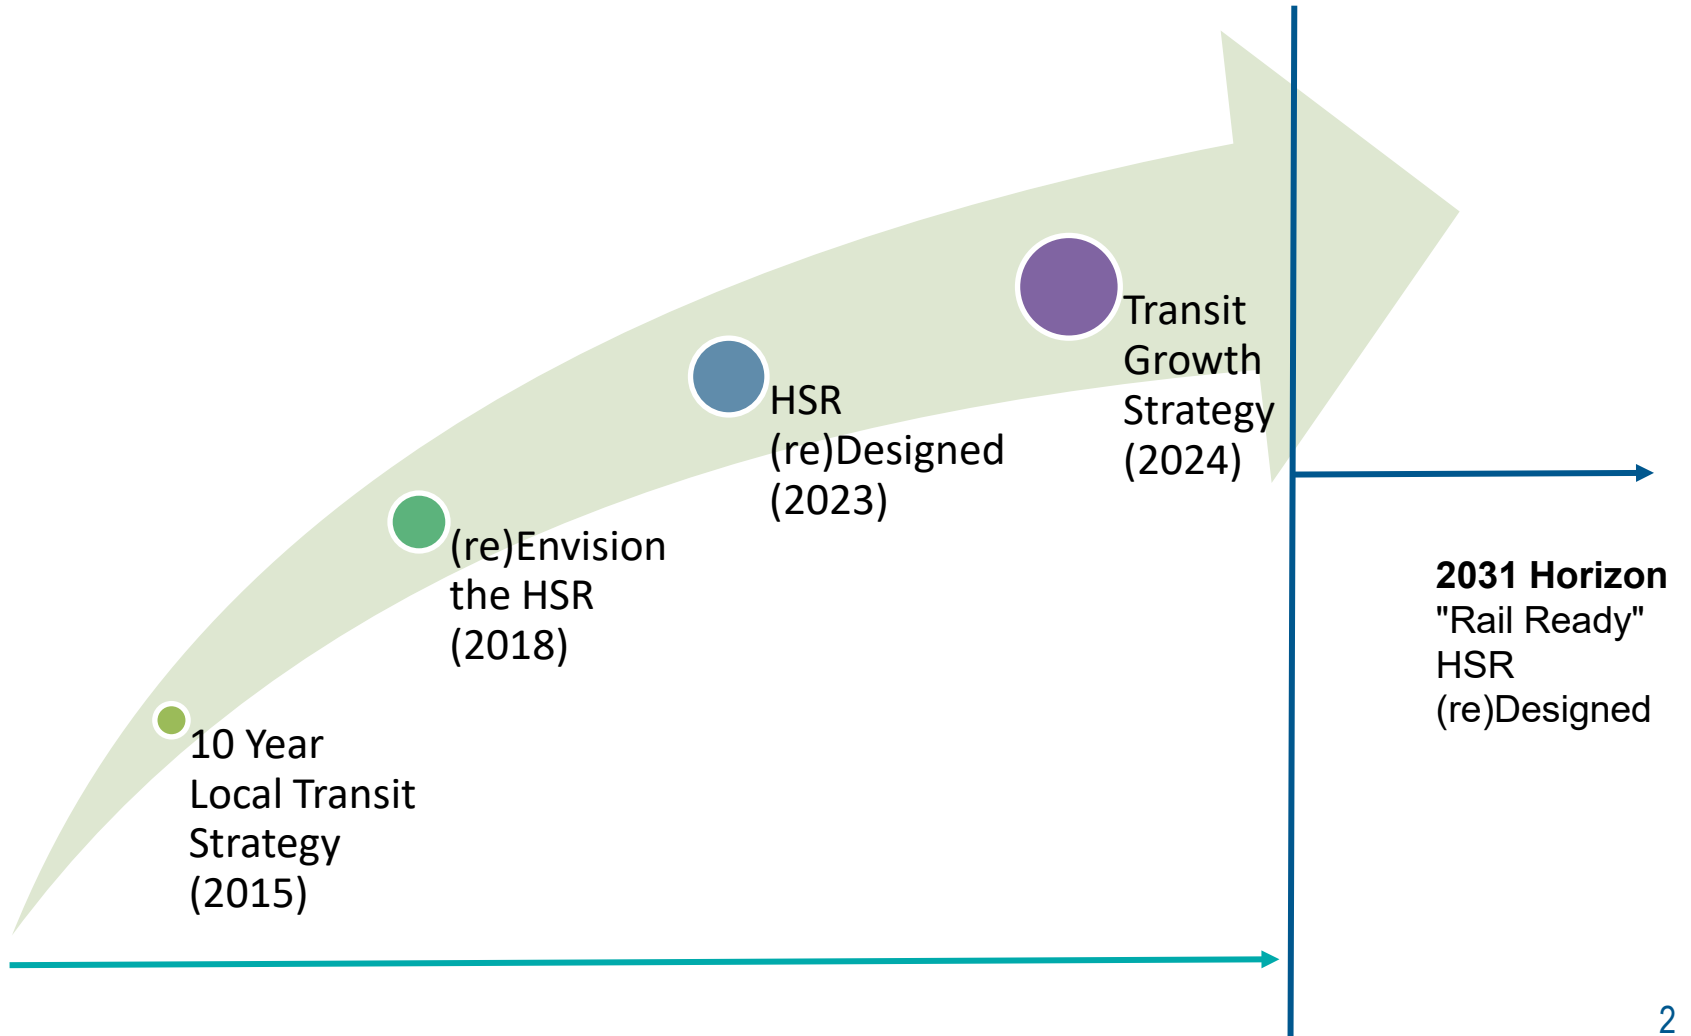 10 Year
Local Transit
Strategy
(2015)
(re)Envision
the HSR
(2018)
HSR
(re)Designed
(2023)
Transit
Growth
Strategy
(2024)
2031 Horizon
"Rail Ready"
HSR
(re)Designed
2